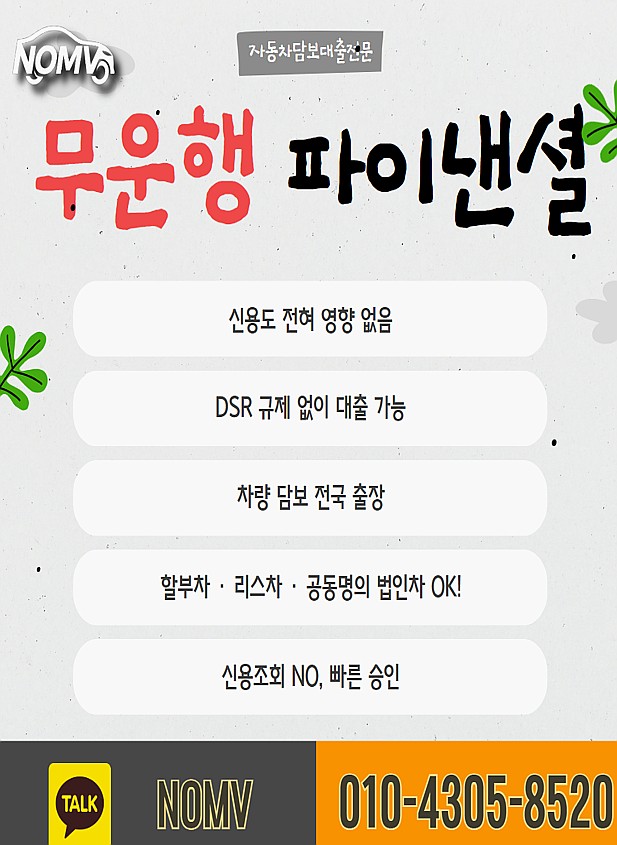 NOMV
자동차담보대출전문
무운행 파이낸셜
신용도 전혀 영향 없음
DSR 규제 없이 대출 가능
차량 담보 전국 출장
할부차 · 리스차 · 공동명의 법인차 OK!
신용조회 NO, 빠른 승인
TALK
NOMV
010-4305-8520